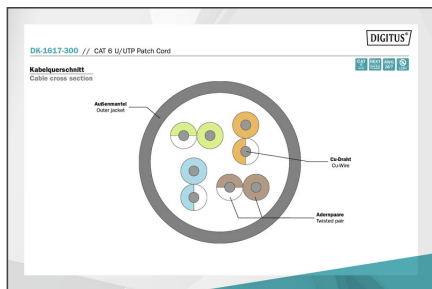 DIGITUS®
DK-1617-300 // CAT 6 U/UTP Patch Cord
Kabelquerschnitt
Cable cross section
Außenmantel
Outer jacket
Cu-Draht
Cu-Wire
Adernpaare
Twisted pair